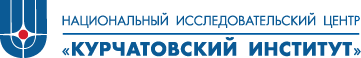 НАЦИОНАЛЬНЫЙ ИССЛЕДОВАТЕЛЬСКИЙ ЦЕНТР
«КУРЧАТОВСКИЙ ИНСТИТУТ»